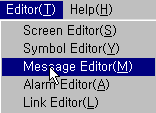 Editor(T) Help(H)
Screen Editor(S)
Symbol Editor(Y)
Message Editor(M)
Alarm Editor(A)
Link Editor(L)